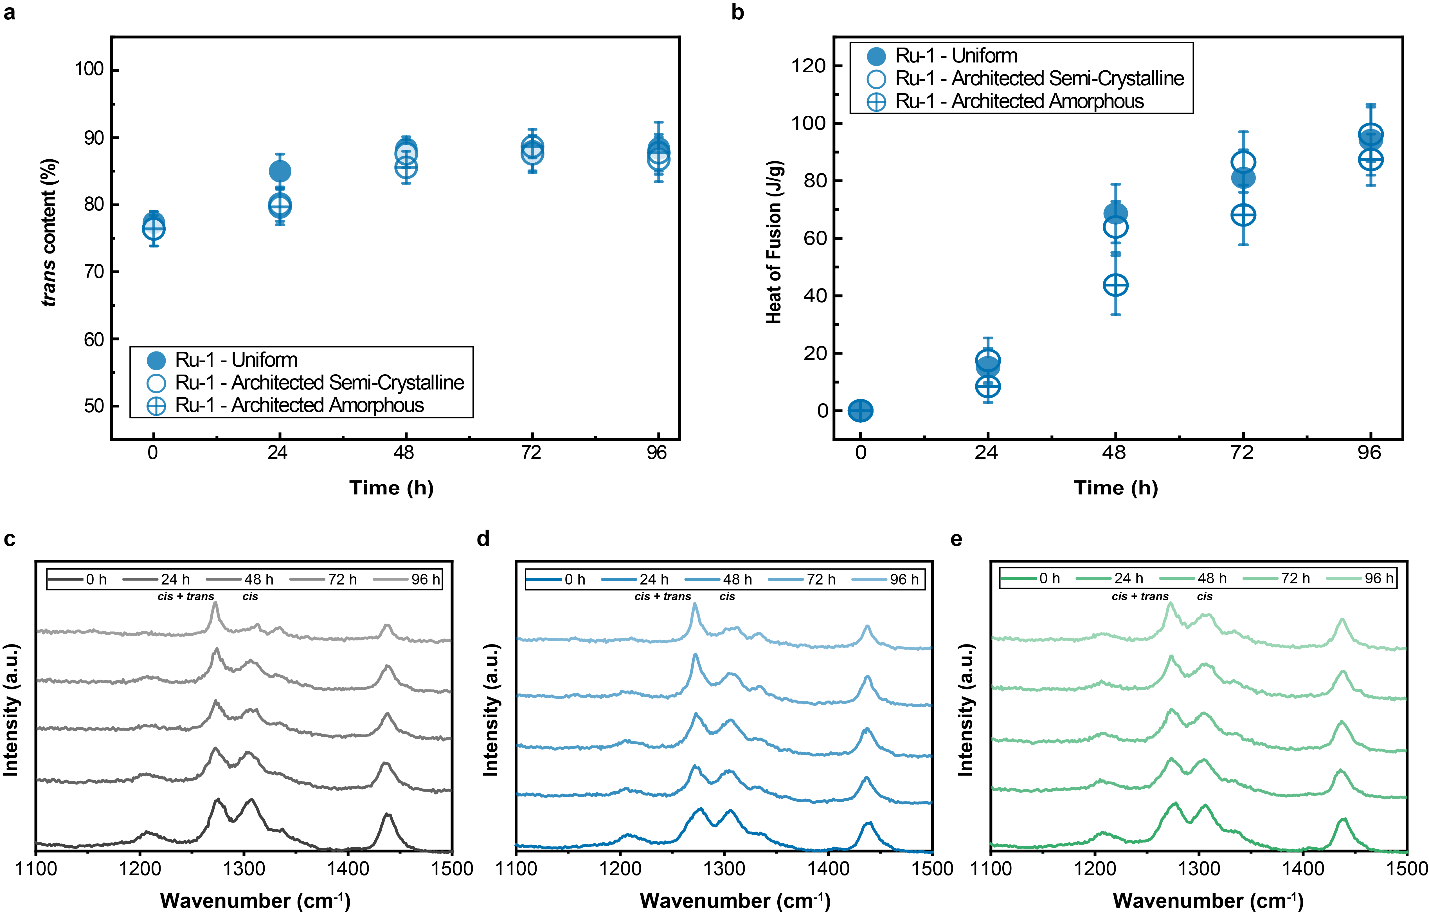 a
100
90
80
70
60
50
trans content (%)
Ru-1 - Uniform
Ru-1 - Architected Semi-Crystalline
Ru-1 - Architected Amorphous
0 24 48 72 96
Time (h)
b
120
100
80
60
40
20
0
Heat of Fusion (J/g)
Ru-1 - Uniform
Ru-1 - Architected Semi-Crystalline
Ru-1 - Architected Amorphous
0 24 48 72 96
Time (h)
c
0 h 24 h 48 h 72 h 96 h
cis + trans cis
Intensity (a.u.)
1100 1200 1300 1400 1500
Wavenumber (cm-1)
d
0 h 24 h 48 h 72 h 96 h
cis + trans cis
Intensity (a.u.)
1100 1200 1300 1400 1500
Wavenumber (cm-1)
e
0 h 24 h 48 h 72 h 96 h
cis + trans cis
Intensity (a.u.)
1100 1200 1300 1400 1500
Wavenumber (cm-1)